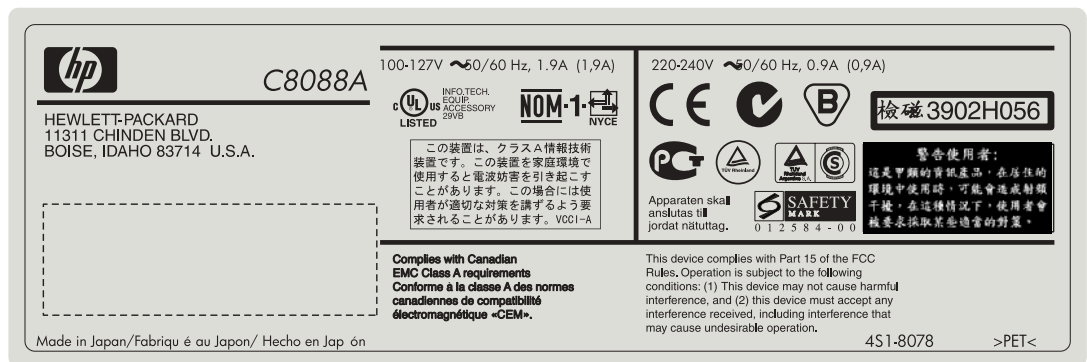 hp
C8088A
HEWLETT-PACKARD
11311 CHINDEN BLVD.
BOISE, IDAHO 83714 U.S.A.
Made in Japan/Fabriqu é au Japon/ Hecho en Jap ón
100-127V ~50/60 Hz, 1.9A (1,9A)
C UL US
LISTED
INFO.TECH.
EQUIP.
ACCESSORY
29VB
NOM-1-
NYCE
この装置は、クラスA情報技術
装置です。この装置を家庭環境で
使用すると電波妨害を引き起こす
ことがあります。この場合には使
用者が適切な対策を講ずるよう要
求されることがあります。VCCI-A
Complies with Canadian
EMC Class A requirements
Conforme à la classe A des normes
canadiennes de compatibilité
électromagnétique «CEM».
220-240V ~50/60 Hz, 0.9A (0,9A)
CE
B
檢磁 3902H056
PCT
TÜV Rheinland
TÜV
Rheinland
Argentina S.A.
S
Apparaten skall
anslutas till
jordat nätuttag.
S SAFETY
MARK
012584-00
警告使用者:
這是甲類的資訊產品,在居住的
環境中使用時,可能會造成射頻
干擾,在這種情況下,使用者會
被要求採取某些適當的對策。
This device complies with Part 15 of the FCC
Rules. Operation is subject to the following
conditions: (1) This device may not cause harmful
interference, and (2) this device must accept any
interference received, including interference that
may cause undesirable operation.
4S1-8078 >PET<